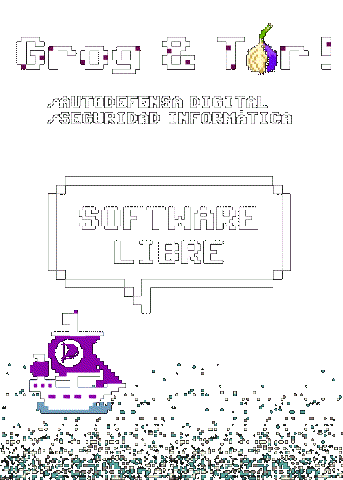 Grog & Tor!
AUTODEFENSA DIGITAL
SEGURIDAD INFORMÁTICA
SOFTWARE
LIBRE